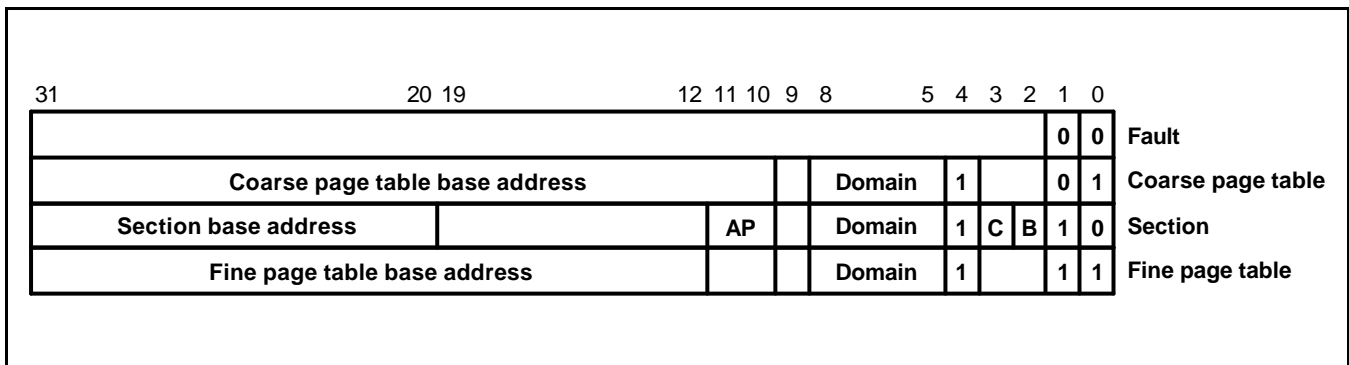 31 20 19 12 11 10 9 8 5 4 3 2 1 0
0 0 Fault
Coarse page table base address Domain 1 0 1 Coarse page table
Section base address AP Domain 1 C B 1 0 Section
Fine page table base address Domain 1 1 1 Fine page table